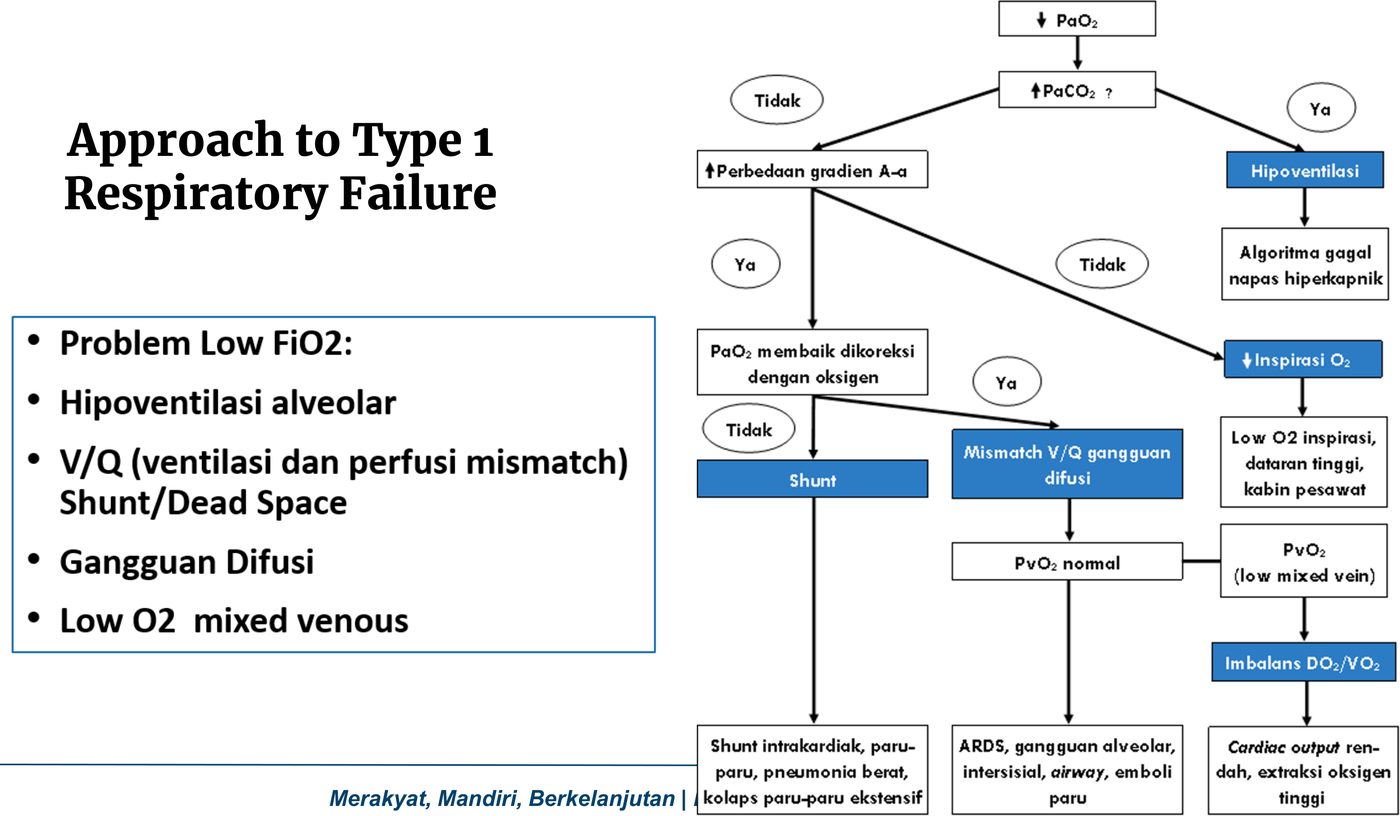 Approach to Type 1
Respiratory Failure
• Problem Low FiO2:
• Hipoventilasi alveolar
• V/Q (ventilasi dan perfusi mismatch)
Shunt/Dead Space
• Gangguan Difusi
• Low O2 mixed venous
Merakyat, Mandiri, Berkelanjutan |
↓ PaO₂
↑PaCO₂ ?
Tidak
Ya
↑Perbedaan gradien A-a
Hipoventilasi
Algoritma gagal
napas hiperkapnik
Ya
Tidak
PaO₂ membaik dikoreksi
dengan oksigen
↓Inspirasi O₂
Ya
Tidak
Low O2 inspirasi,
dataran tinggi,
kabin pesawat
Shunt
Mismatch V/Q gangguan
difusi
PvO₂ normal
PvO₂
(low mixed vein)
Imbalans DO₂/VO₂
Shunt intrakardiak, paru-
paru, pneumonia berat,
kolaps paru-paru ekstensif
ARDS, gangguan alveolar,
intersisial, airway, emboli
paru
Cardiac output ren-
dah, extraksi oksigen
tinggi